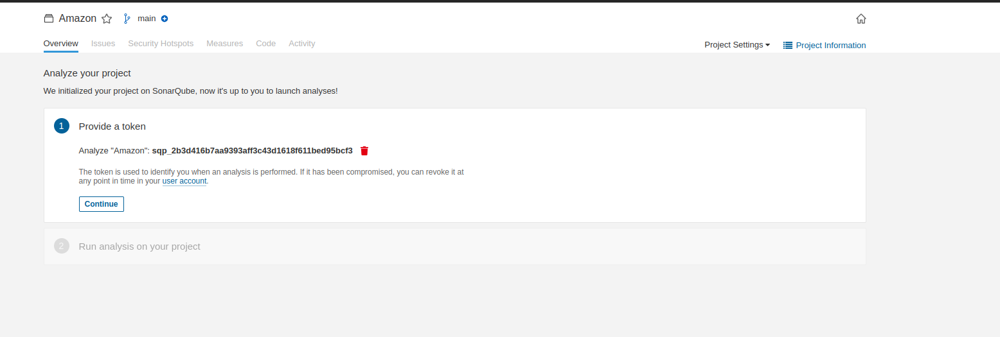 Amazon main
Overview Issues Security Hotspots Measures Code Activity Project Settings Project Information
Analyze your project
We initialized your project on SonarQube, now it's up to you to launch analyses!
1 Provide a token
Analyze "Amazon": sqp_2b3d416b7aa9393aff3c43d1618f611bed95bcf3
The token is used to identify you when an analysis is performed. If it has been compromised, you can revoke it at
any point in time in your user account.
Continue
2 Run analysis on your project